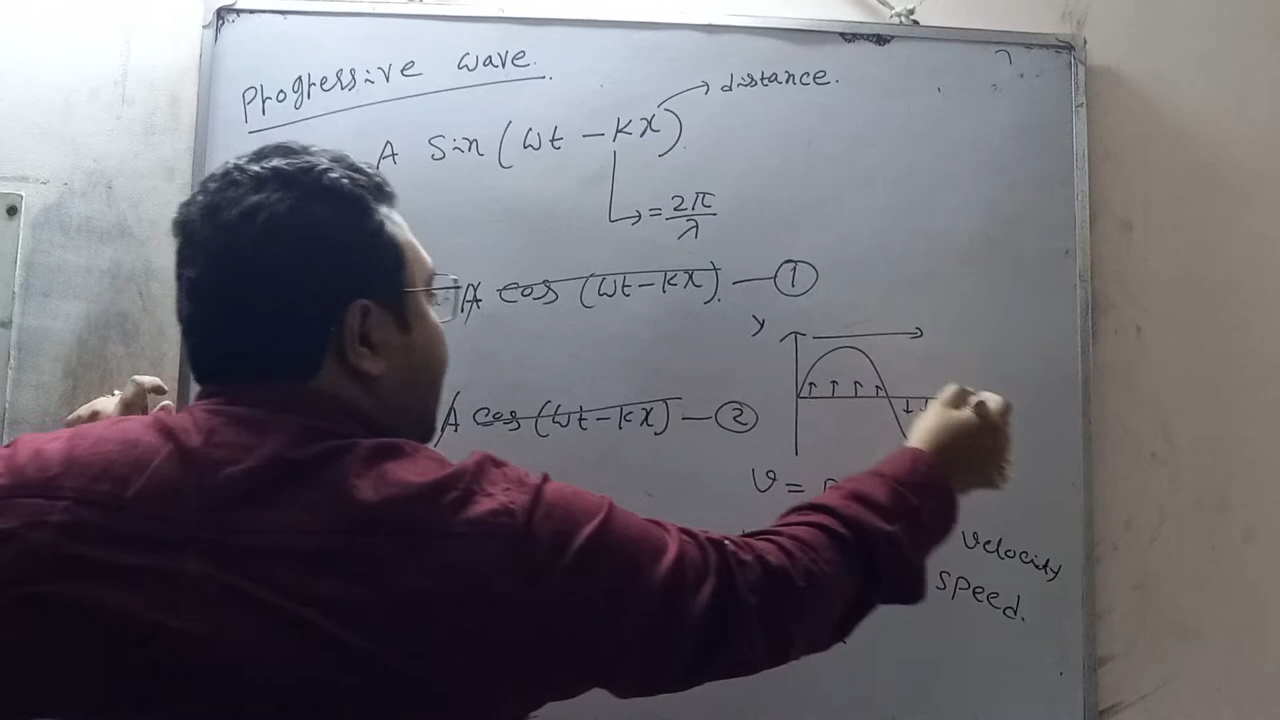 Progressive wave.
A Sin(ωt - kx)
→ distance.
→ = 2π/λ
A cos (ωt-kx). — ①
y
A cos (ωt-kx) — ②
v =
velocity
speed.